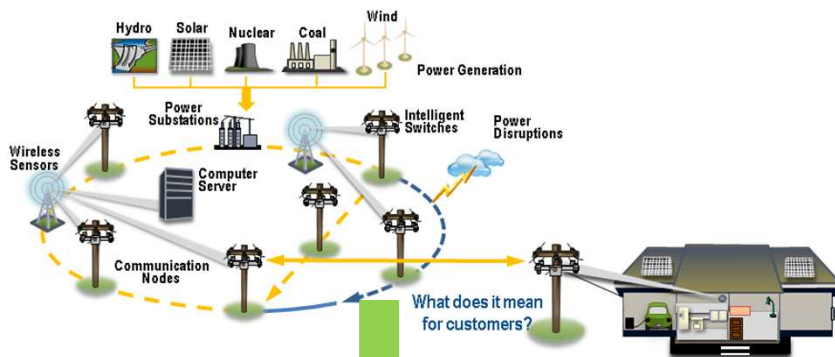 Hydro
Solar
Nuclear
Coal
Wind
Power Generation
Power
Substations
Intelligent
Switches
Power
Disruptions
Wireless
Sensors
Computer
Server
Communication
Nodes
What does it mean
for customers?